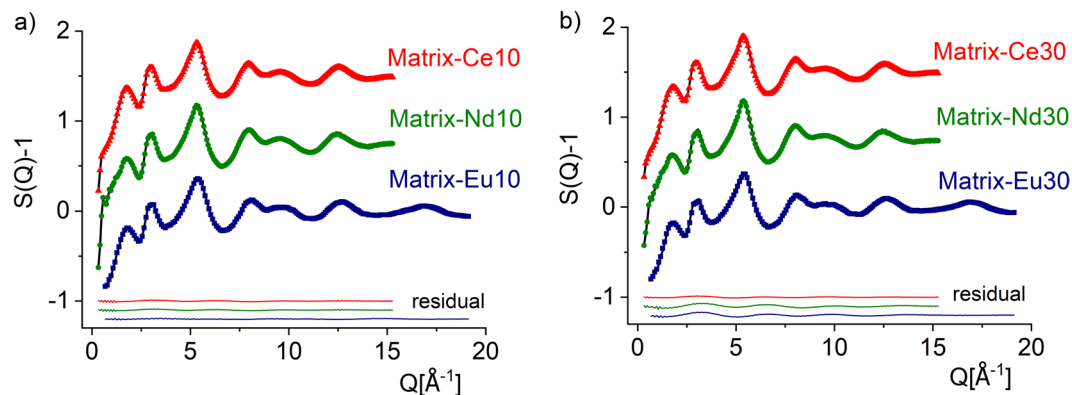 a)
2
1
0
-1
S(Q)-1
Matrix-Ce10
Matrix-Nd10
Matrix-Eu10
residual
0 5 10 15 20
Q[Å⁻¹]
b)
2
1
0
-1
S(Q)-1
Matrix-Ce30
Matrix-Nd30
Matrix-Eu30
residual
0 5 10 15 20
Q[Å⁻¹]